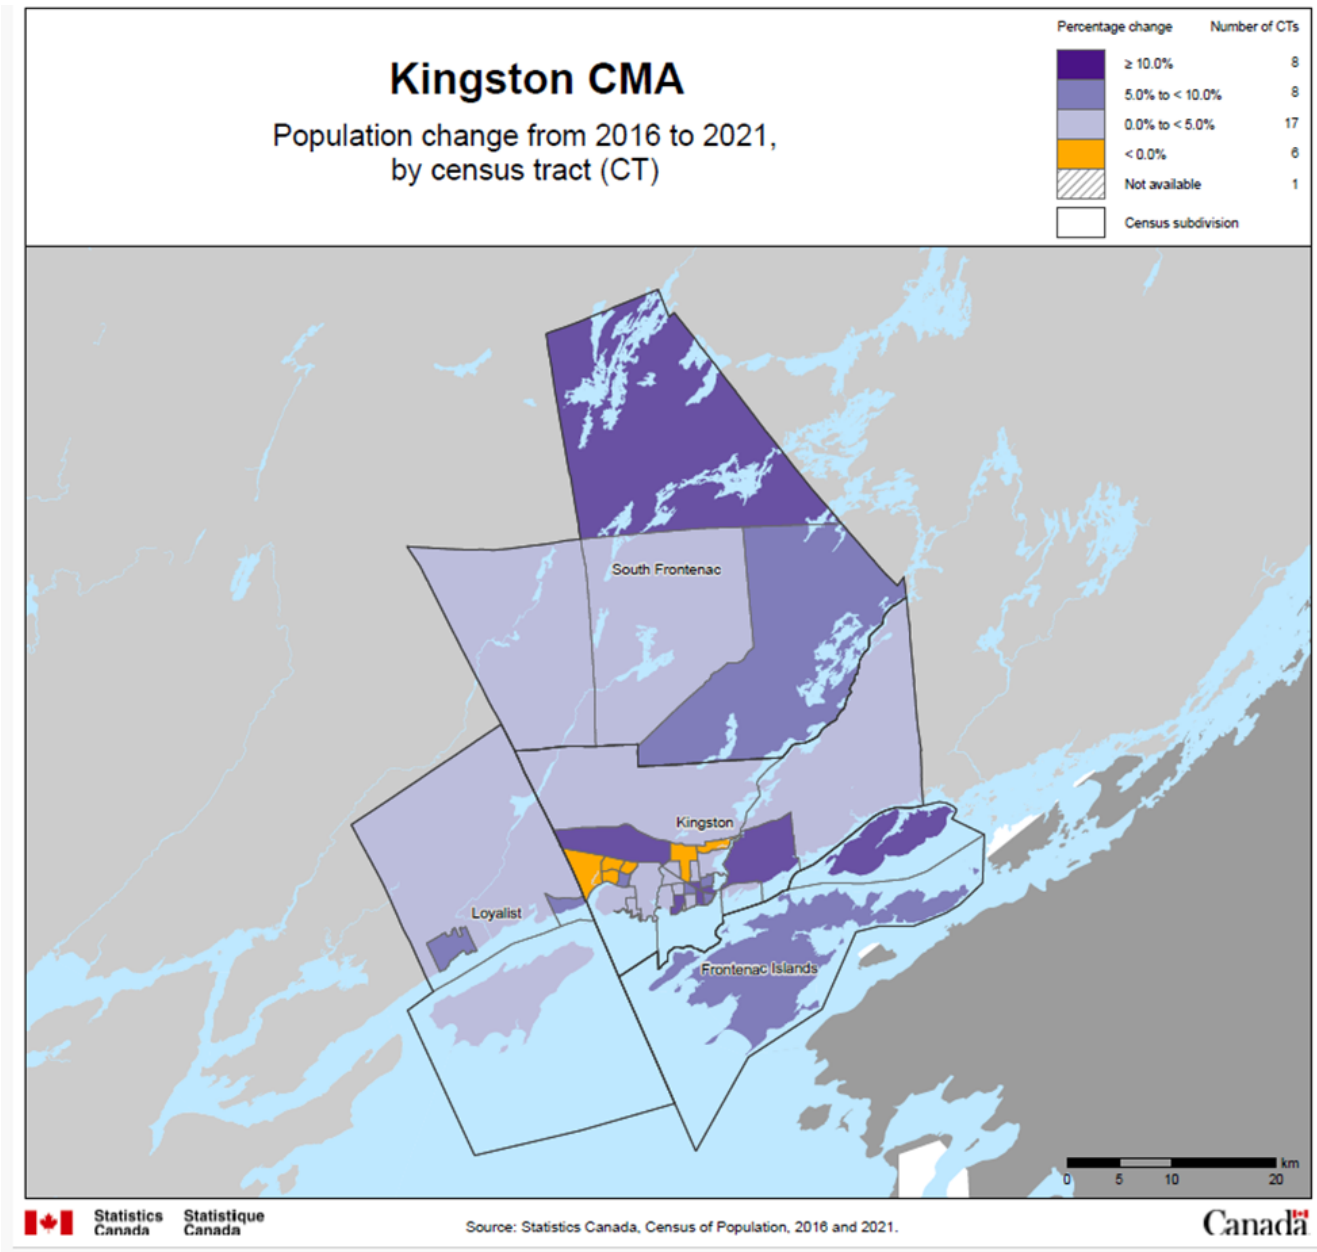 Kingston CMA
Population change from 2016 to 2021,
by census tract (CT)
Percentage change Number of CTs
≥ 10.0% 8
5.0% to < 10.0% 8
0.0% to < 5.0% 17
< 0.0% 6
Not available 1
Census subdivision
South Frontenac
Kingston
Loyalist
Frontenac Islands
km
0 5 10 20
Statistics Statistique
Canada Canada
Source: Statistics Canada, Census of Population, 2016 and 2021.
Canada